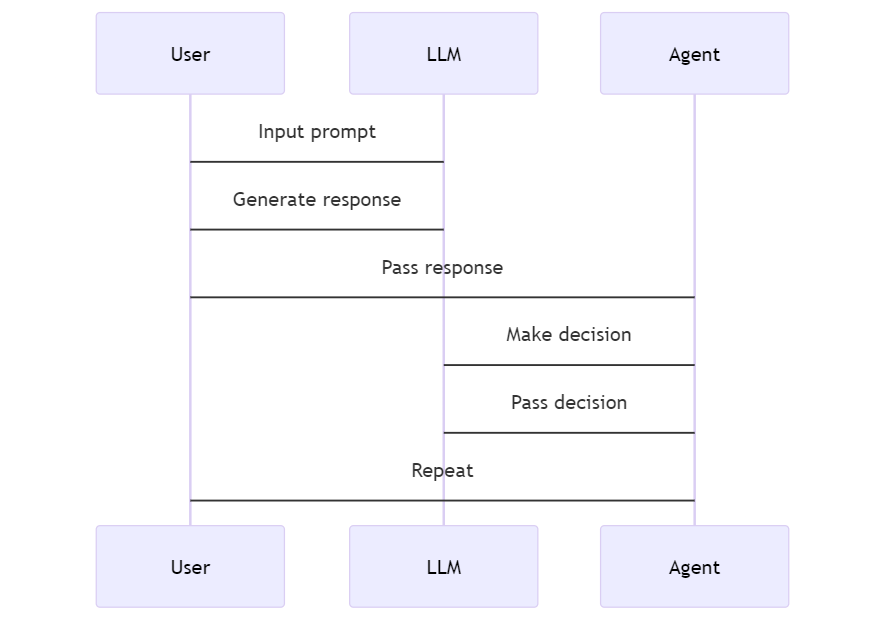 User
LLM
Agent
Input prompt
Generate response
Pass response
Make decision
Pass decision
Repeat
User
LLM
Agent